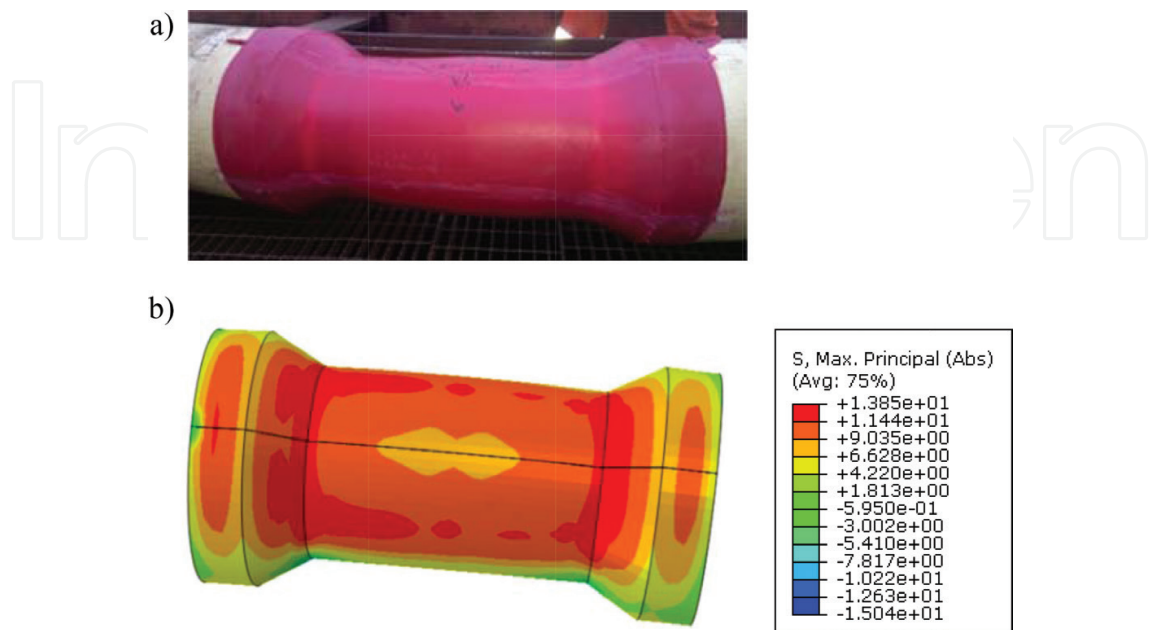 a)
b)
S, Max. Principal (Abs)
(Avg: 75%)
+1.385e+01
+1.144e+01
+9.035e+00
+6.628e+00
+4.220e+00
+1.813e+00
-5.950e-01
-3.002e+00
-5.410e+00
-7.817e+00
-1.022e+01
-1.263e+01
-1.504e+01